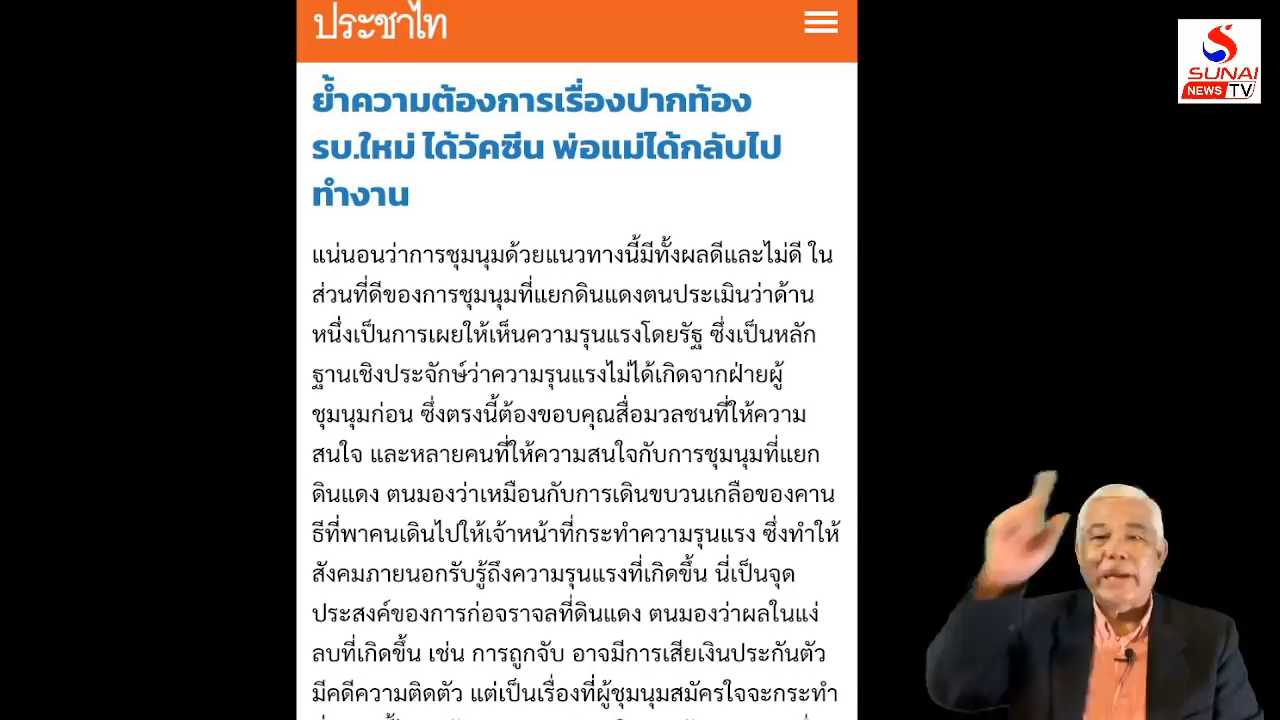 ประชาไท
SUNAI
NEWS TV
ย้ำความต้องการเรื่องปากท้อง
รบ.ใหม่ ได้วัคซีน พ่อแม่ได้กลับไป
ทำงาน
แน่นอนว่าการชุมนุมด้วยแนวทางนี้มีทั้งผลดีและไม่ดี ใน
ส่วนที่ดีของการชุมนุมที่แยกดินแดงตนประเมินว่าด้าน
หนึ่งเป็นการเผยให้เห็นความรุนแรงโดยรัฐ ซึ่งเป็นหลัก
ฐานเชิงประจักษ์ว่าความรุนแรงไม่ได้เกิดจากฝ่ายผู้
ชุมนุมก่อน ซึ่งตรงนี้ต้องขอบคุณสื่อมวลชนที่ให้ความ
สนใจ และหลายคนที่ให้ความสนใจกับการชุมนุมที่แยก
ดินแดง ตนมองว่าเหมือนกับการเดินขบวนเกลือของคาน
ธีที่พาคนเดินไปให้เจ้าหน้าที่กระทำความรุนแรง ซึ่งทำให้
สังคมภายนอกรับรู้ถึงความรุนแรงที่เกิดขึ้น นี่เป็นจุด
ประสงค์ของการก่อจราจลที่ดินแดง ตนมองว่าผลในแง่
ลบที่เกิดขึ้น เช่น การถูกจับ อาจมีการเสียเงินประกันตัว
มีคดีความติดตัว แต่เป็นเรื่องที่ผู้ชุมนุมสมัครใจจะกระทำ